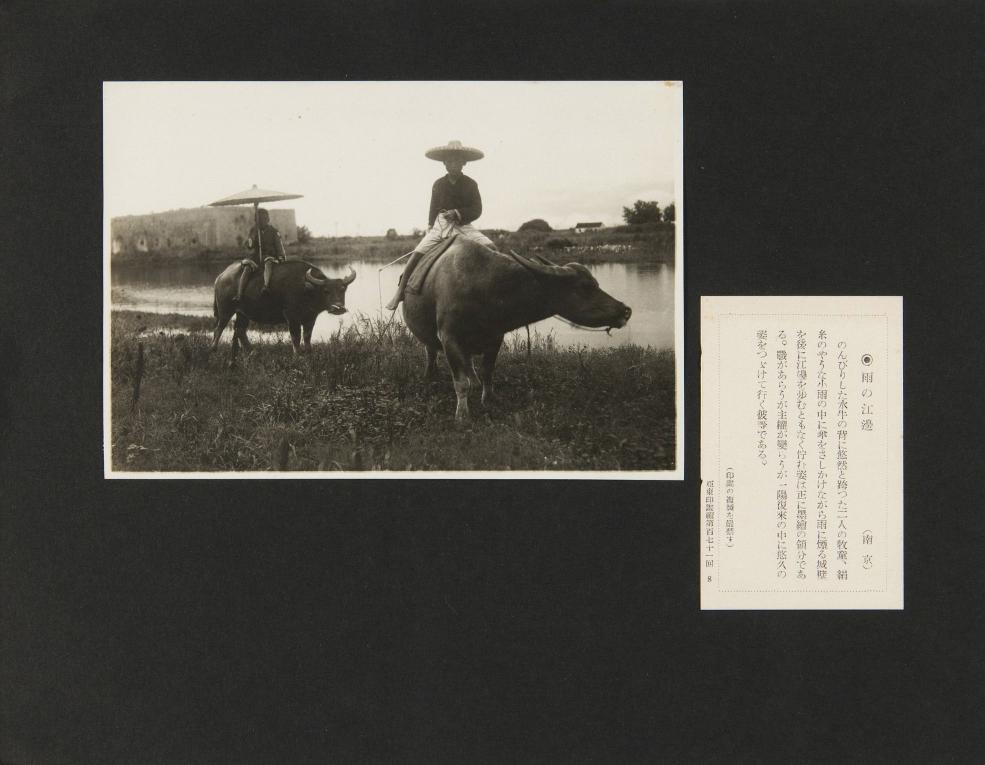 ◉雨の江邊
（南京）
のんびりした水牛の背に悠然と跨つた二人の牧童、絹
糸のやうな小雨の中に傘をさしかけながら雨に煙る城壁
を後に江邊を歩むともなく佇む姿は正に墨繪の領分であ
る。戰があらうが主權が變らうが一陽復來の中に悠久の
姿をつゞけて行く彼等である。
（印畫の複製を嚴禁す）
亞東印畫輯第百七十一回 8